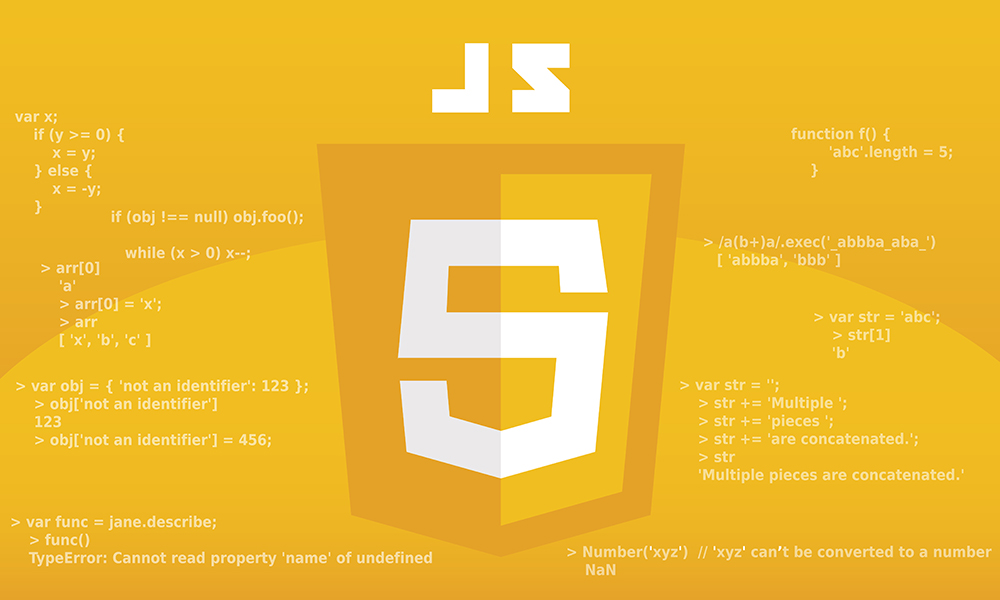 JS
5
var x;
if (y >= 0) {
x = y;
} else {
x = -y;
}
if (obj !== null) obj.foo();
while (x > 0) x--;
> arr[0]
'a'
> arr[0] = 'x';
> arr
[ 'x', 'b', 'c' ]
> var obj = { 'not an identifier': 123 };
> obj['not an identifier']
123
> obj['not an identifier'] = 456;
> var func = jane.describe;
> func()
TypeError: Cannot read property 'name' of undefined
function f() {
'abc'.length = 5;
}
> /a(b+)a/.exec('_abbba_aba_')
[ 'abbba', 'bbb' ]
> var str = 'abc';
> str[1]
'b'
> var str = '';
> str += 'Multiple ';
> str += 'pieces ';
> str += 'are concatenated.';
> str
'Multiple pieces are concatenated.'
> Number('xyz')  // 'xyz' can’t be converted to a number
NaN